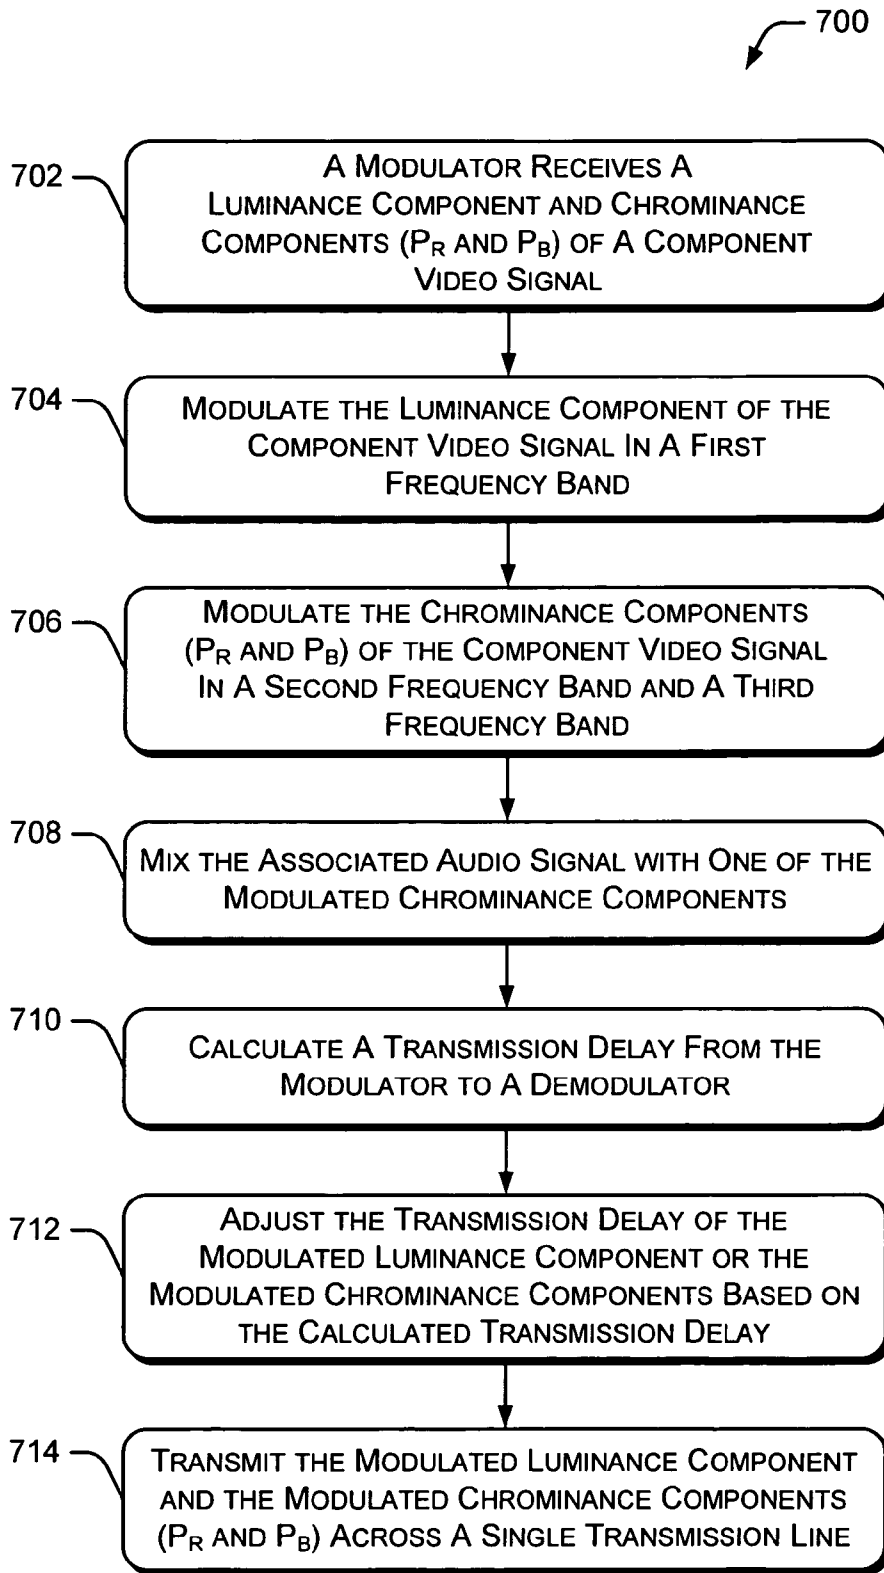 700
702
A MODULATOR RECEIVES A
LUMINANCE COMPONENT AND CHROMINANCE
COMPONENTS (PR AND PB) OF A COMPONENT
VIDEO SIGNAL
704
MODULATE THE LUMINANCE COMPONENT OF THE
COMPONENT VIDEO SIGNAL IN A FIRST
FREQUENCY BAND
706
MODULATE THE CHROMINANCE COMPONENTS
(PR AND PB) OF THE COMPONENT VIDEO SIGNAL
IN A SECOND FREQUENCY BAND AND A THIRD
FREQUENCY BAND
708
MIX THE ASSOCIATED AUDIO SIGNAL WITH ONE OF THE
MODULATED CHROMINANCE COMPONENTS
710
CALCULATE A TRANSMISSION DELAY FROM THE
MODULATOR TO A DEMODULATOR
712
ADJUST THE TRANSMISSION DELAY OF THE
MODULATED LUMINANCE COMPONENT OR THE
MODULATED CHROMINANCE COMPONENTS BASED ON
THE CALCULATED TRANSMISSION DELAY
714
TRANSMIT THE MODULATED LUMINANCE COMPONENT
AND THE MODULATED CHROMINANCE COMPONENTS
(PR AND PB) ACROSS A SINGLE TRANSMISSION LINE